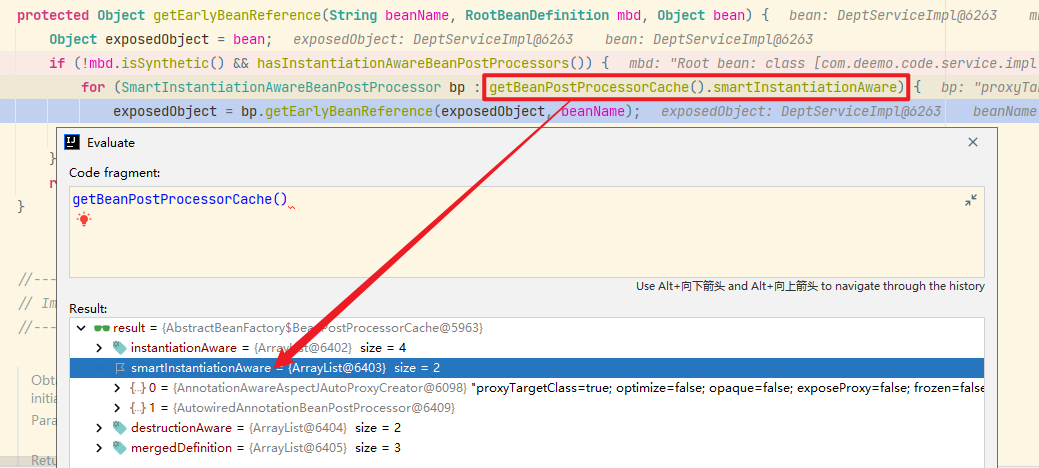 protected Object getEarlyBeanReference(String beanName, RootBeanDefinition mbd, Object bean) { bean: DeptServiceImpl@6263 mb
Object exposedObject = bean; exposedObject: DeptServiceImpl@6263 bean: DeptServiceImpl@6263
if (!mbd.isSynthetic() && hasInstantiationAwareBeanPostProcessors()) { mbd: "Root bean: class [com.deemo.code.service.impl
for (SmartInstantiationAwareBeanPostProcessor bp : getBeanPostProcessorCache().smartInstantiationAware) { bp: "proxyTar
exposedObject = bp.getEarlyBeanReference(exposedObject, beanName); exposedObject: DeptServiceImpl@6263 beanName
}
r
}
//---
// Im
//---
Obta
initia
Para
Retu
Evaluate
Code fragment:
getBeanPostProcessorCache()
Use Alt+向下箭头 and Alt+向上箭头 to navigate through the history
Result:
result = {AbstractBeanFactory$BeanPostProcessorCache@5963}
instantiationAware = {ArrayList@6402} size = 4
smartInstantiationAware = {ArrayList@6403} size = 2
{..} 0 = {AnnotationAwareAspectJAutoProxyCreator@6098} "proxyTargetClass=true; optimize=false; opaque=false; exposeProxy=false; frozen=false
{..} 1 = {AutowiredAnnotationBeanPostProcessor@6409}
destructionAware = {ArrayList@6404} size = 2
mergedDefinition = {ArrayList@6405} size = 3